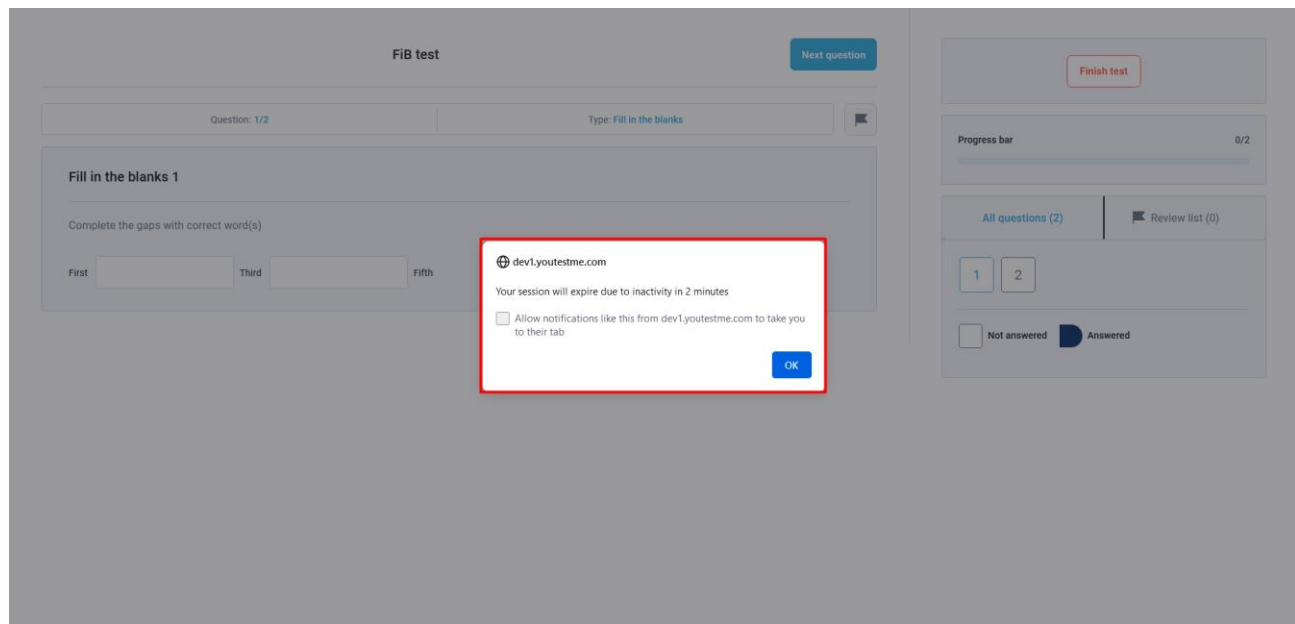 FiB test
Next question
Question: 1/2
Type: Fill in the blanks
Fill in the blanks 1
Complete the gaps with correct word(s)
First
Third
Fifth
dev1.youtestme.com
Your session will expire due to inactivity in 2 minutes
Allow notifications like this from dev1.youtestme.com to take you
to their tab
OK
Finish test
Progress bar
0/2
All questions (2)
Review list (0)
1
2
Not answered
Answered